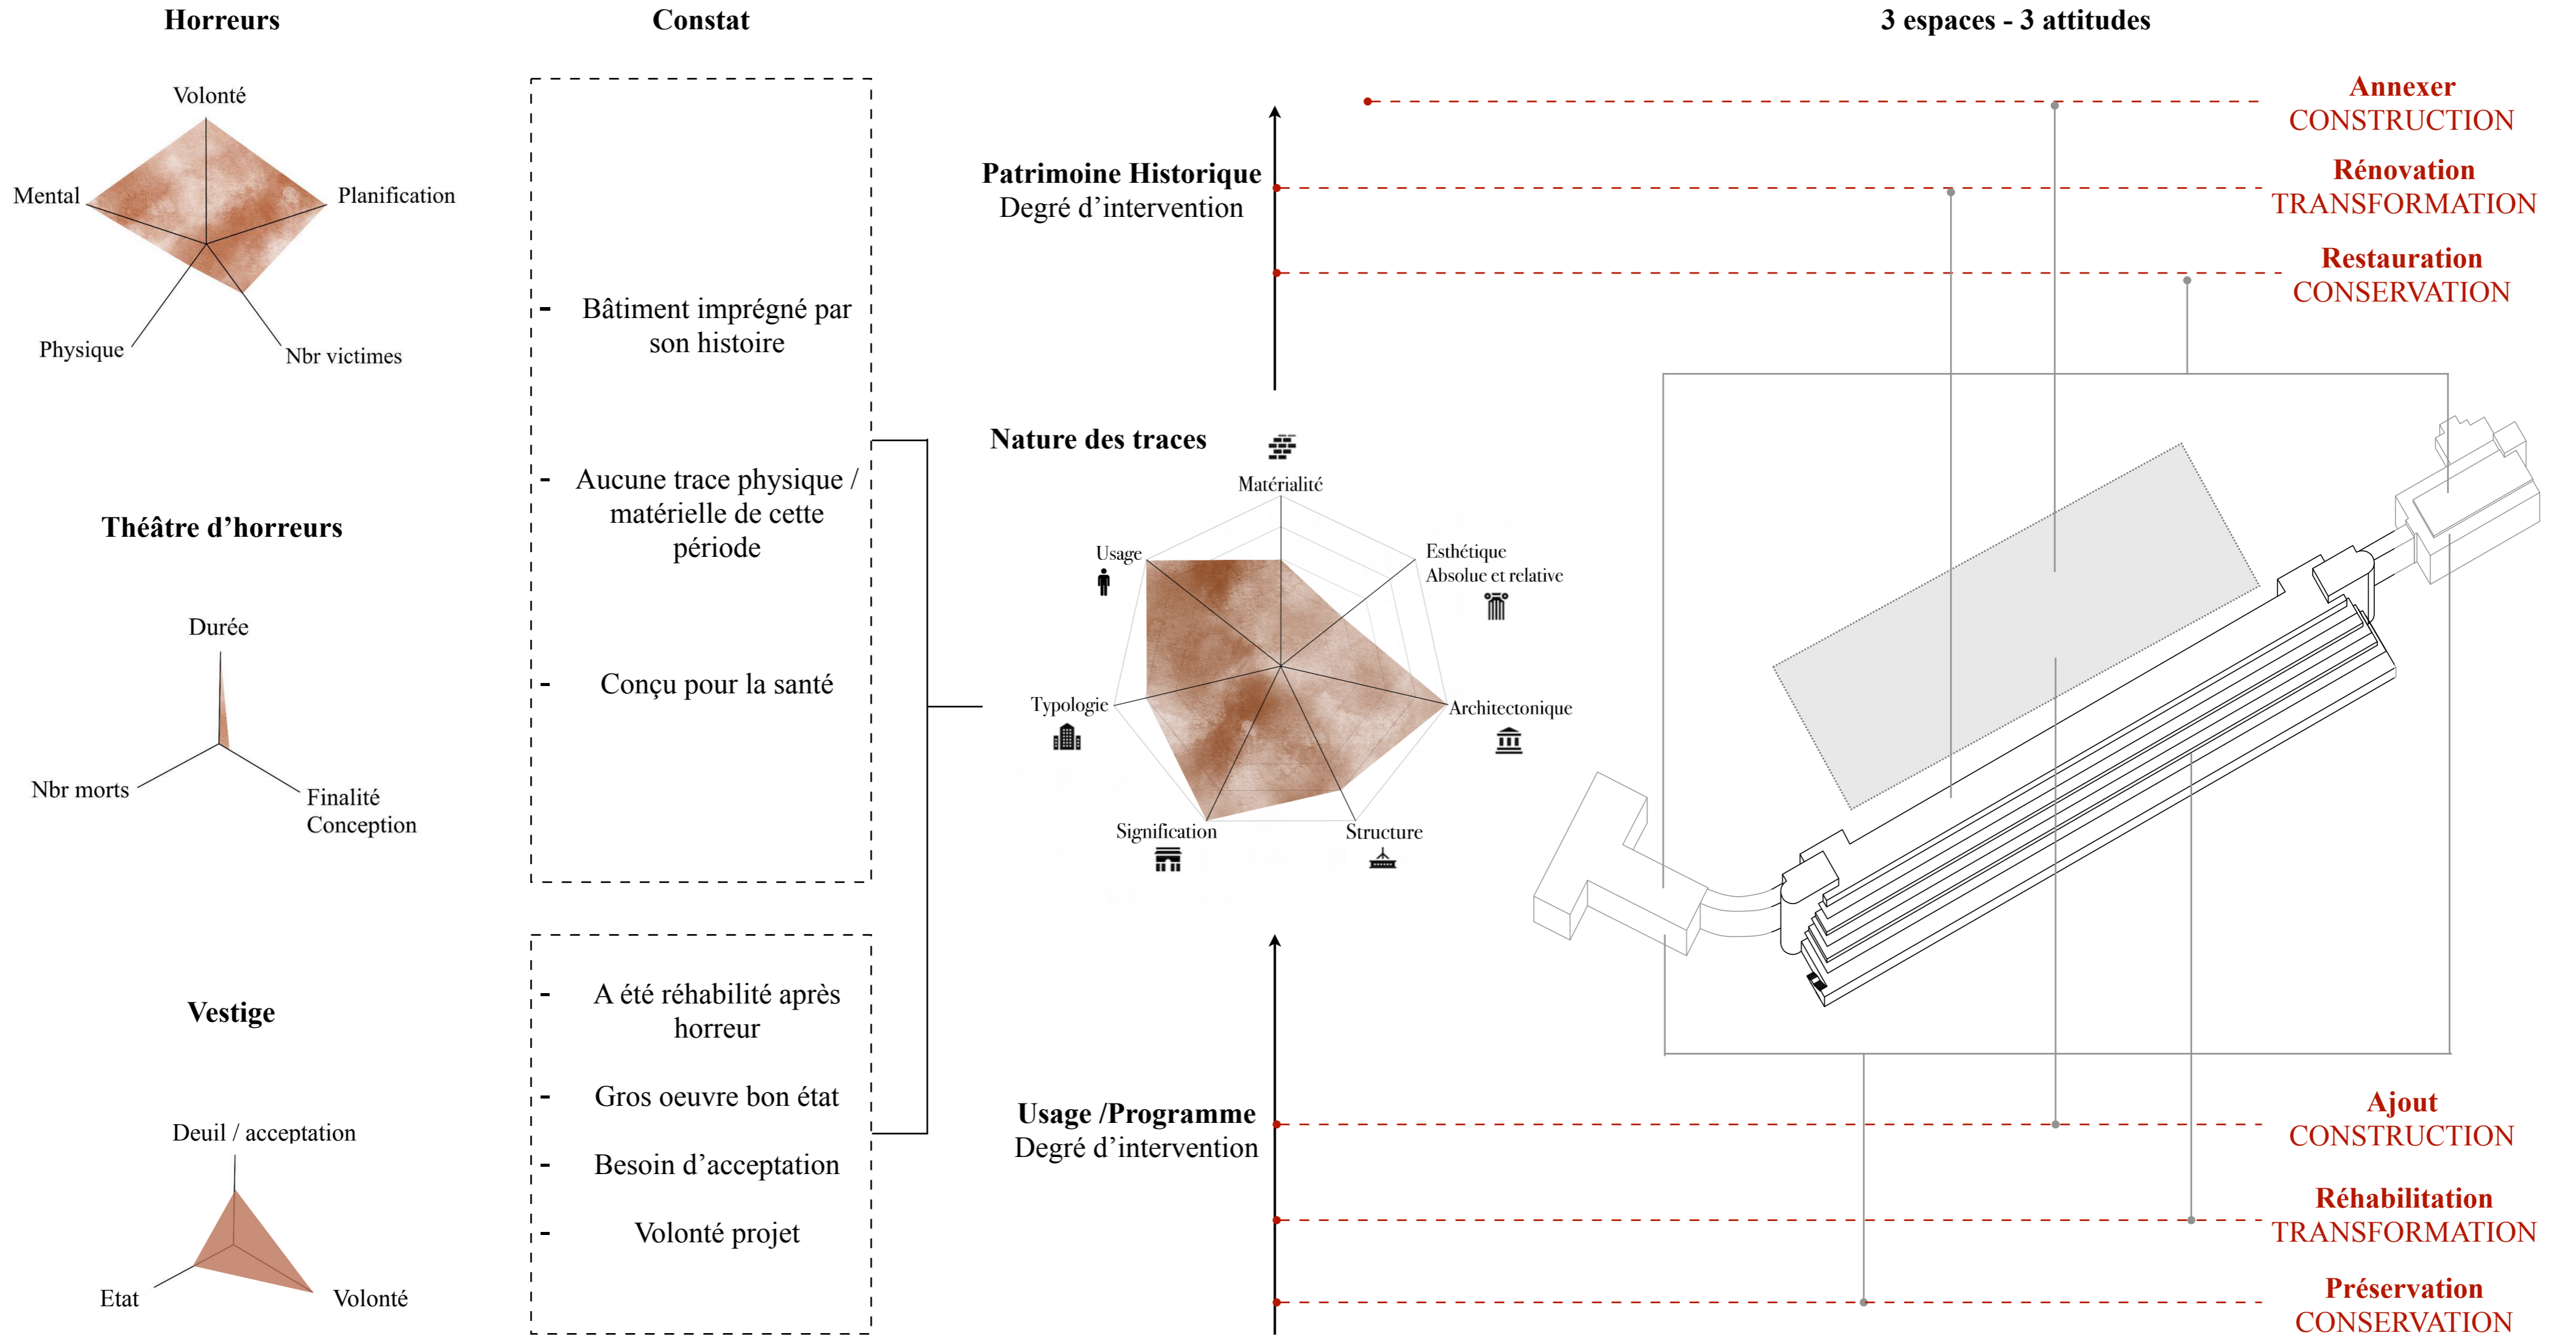 Horreurs
Volonté
Mental
Planification
Physique
Nbr victimes
Théâtre d’horreurs
Durée
Nbr morts
Finalité
Conception
Vestige
Deuil / acceptation
Etat
Volonté
Constat
- Bâtiment imprégné par
son histoire
- Aucune trace physique /
matérielle de cette
période
- Conçu pour la santé
- A été réhabilité après
horreur
- Gros oeuvre bon état
- Besoin d’acceptation
- Volonté projet
Patrimoine Historique
Degré d’intervention
Nature des traces
Matérialité
Usage
Esthétique
Absolue et relative
Typologie
Architectonique
Signification
Structure
Usage /Programme
Degré d’intervention
3 espaces - 3 attitudes
Annexer
CONSTRUCTION
Rénovation
TRANSFORMATION
Restauration
CONSERVATION
Ajout
CONSTRUCTION
Réhabilitation
TRANSFORMATION
Préservation
CONSERVATION